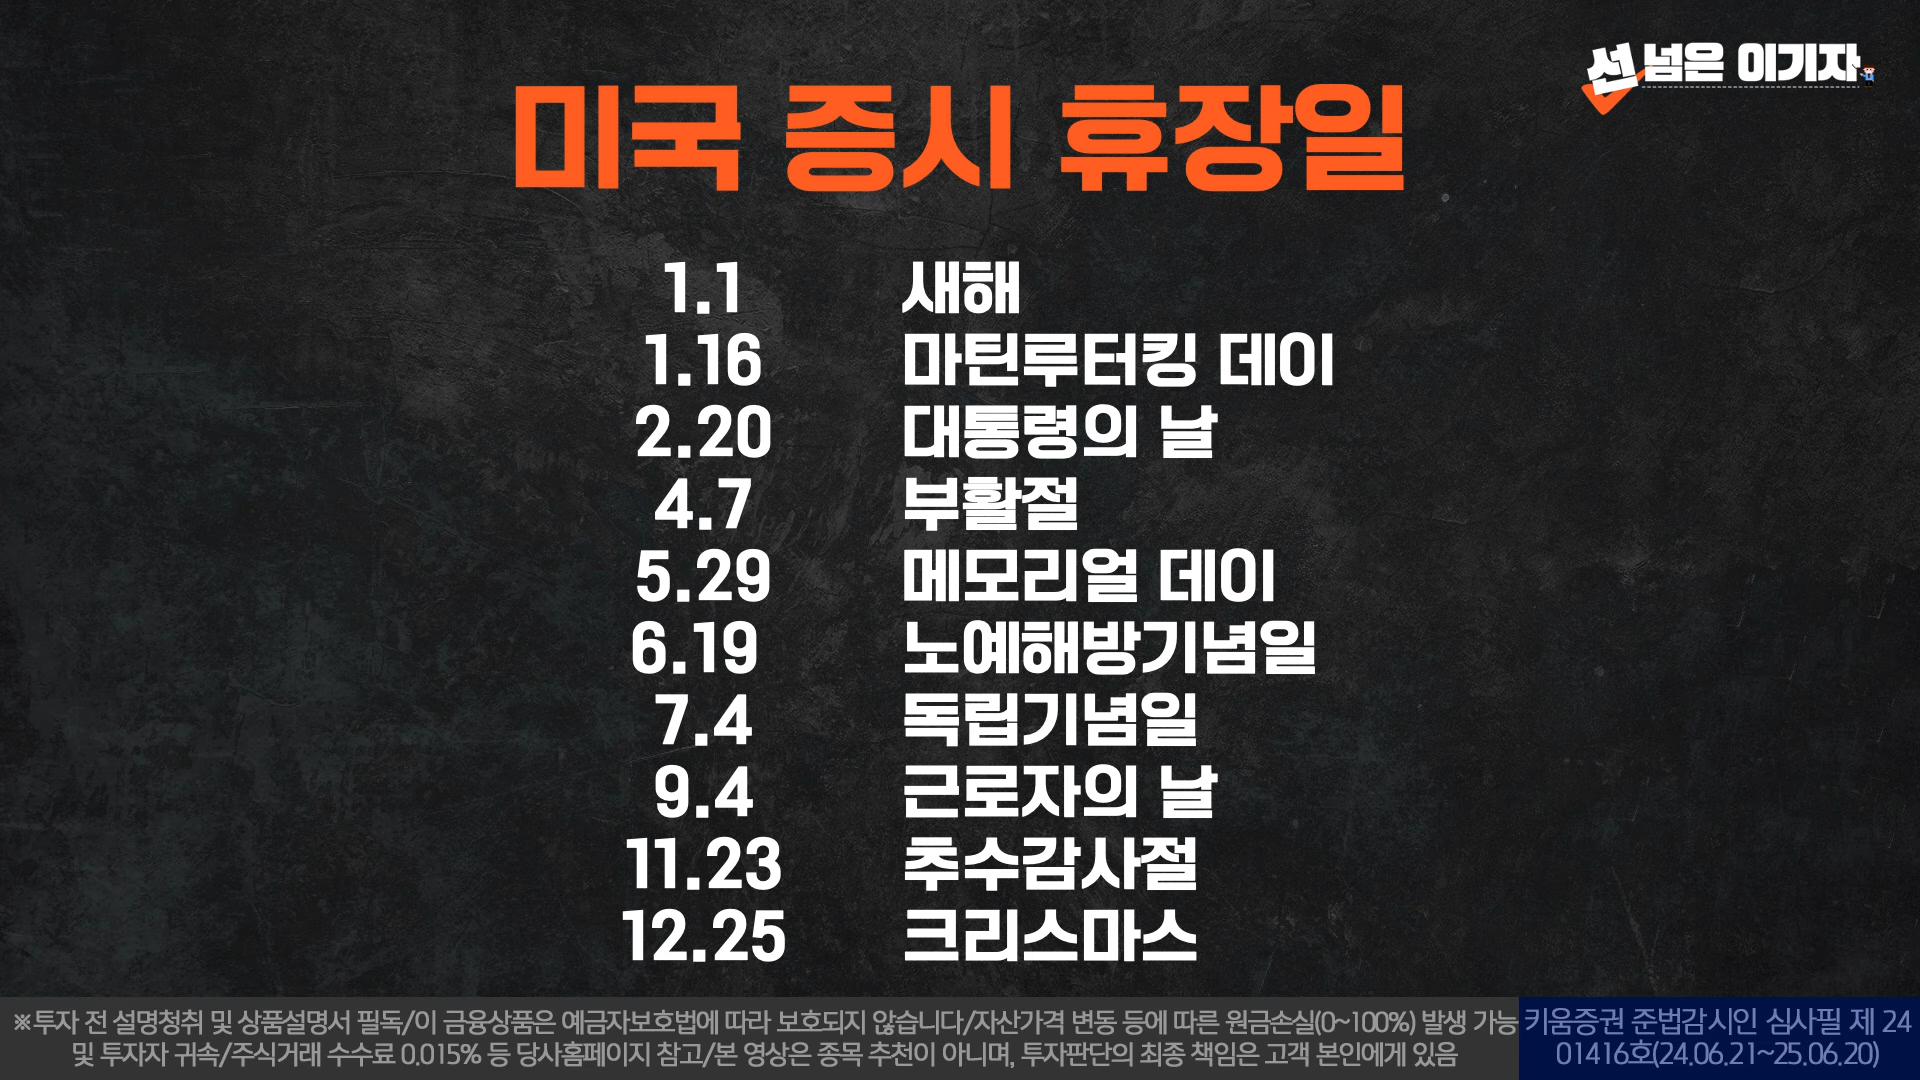 선 넘은 이기자
미국 증시 휴장일
1.1 새해
1.16 마틴루터킹 데이
2.20 대통령의 날
4.7 부활절
5.29 메모리얼 데이
6.19 노예해방기념일
7.4 독립기념일
9.4 근로자의 날
11.23 추수감사절
12.25 크리스마스
※투자 전 설명청취 및 상품설명서 필독/이 금융상품은 예금자보호법에 따라 보호되지 않습니다/자산가격 변동 등에 따른 원금손실(0~100%) 발생 가능
및 투자자 귀속/주식거래 수수료 0.015% 등 당사홈페이지 참고/본 영상은 종목 추천이 아니며, 투자판단의 최종 책임은 고객 본인에게 있음
키움증권 준법감시인 심사필 제 24
01416호(24.06.21~25.06.20)